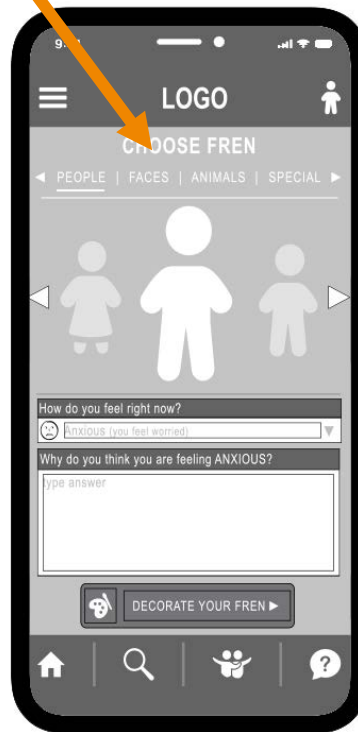 LOGO
CHOOSE FREN
◄ PEOPLE | FACES | ANIMALS | SPECIAL ►
How do you feel right now?
Anxious (you feel worried)
Why do you think you are feeling ANXIOUS?
type answer
DECORATE YOUR FREN ►
?